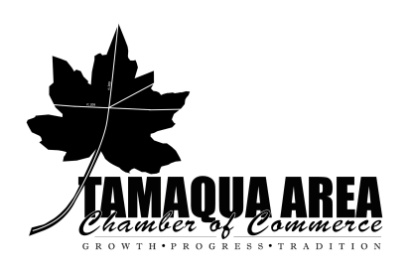 TAMAQUA AREA
Chamber of Commerce
GROWTH•PROGRESS•TRADITION